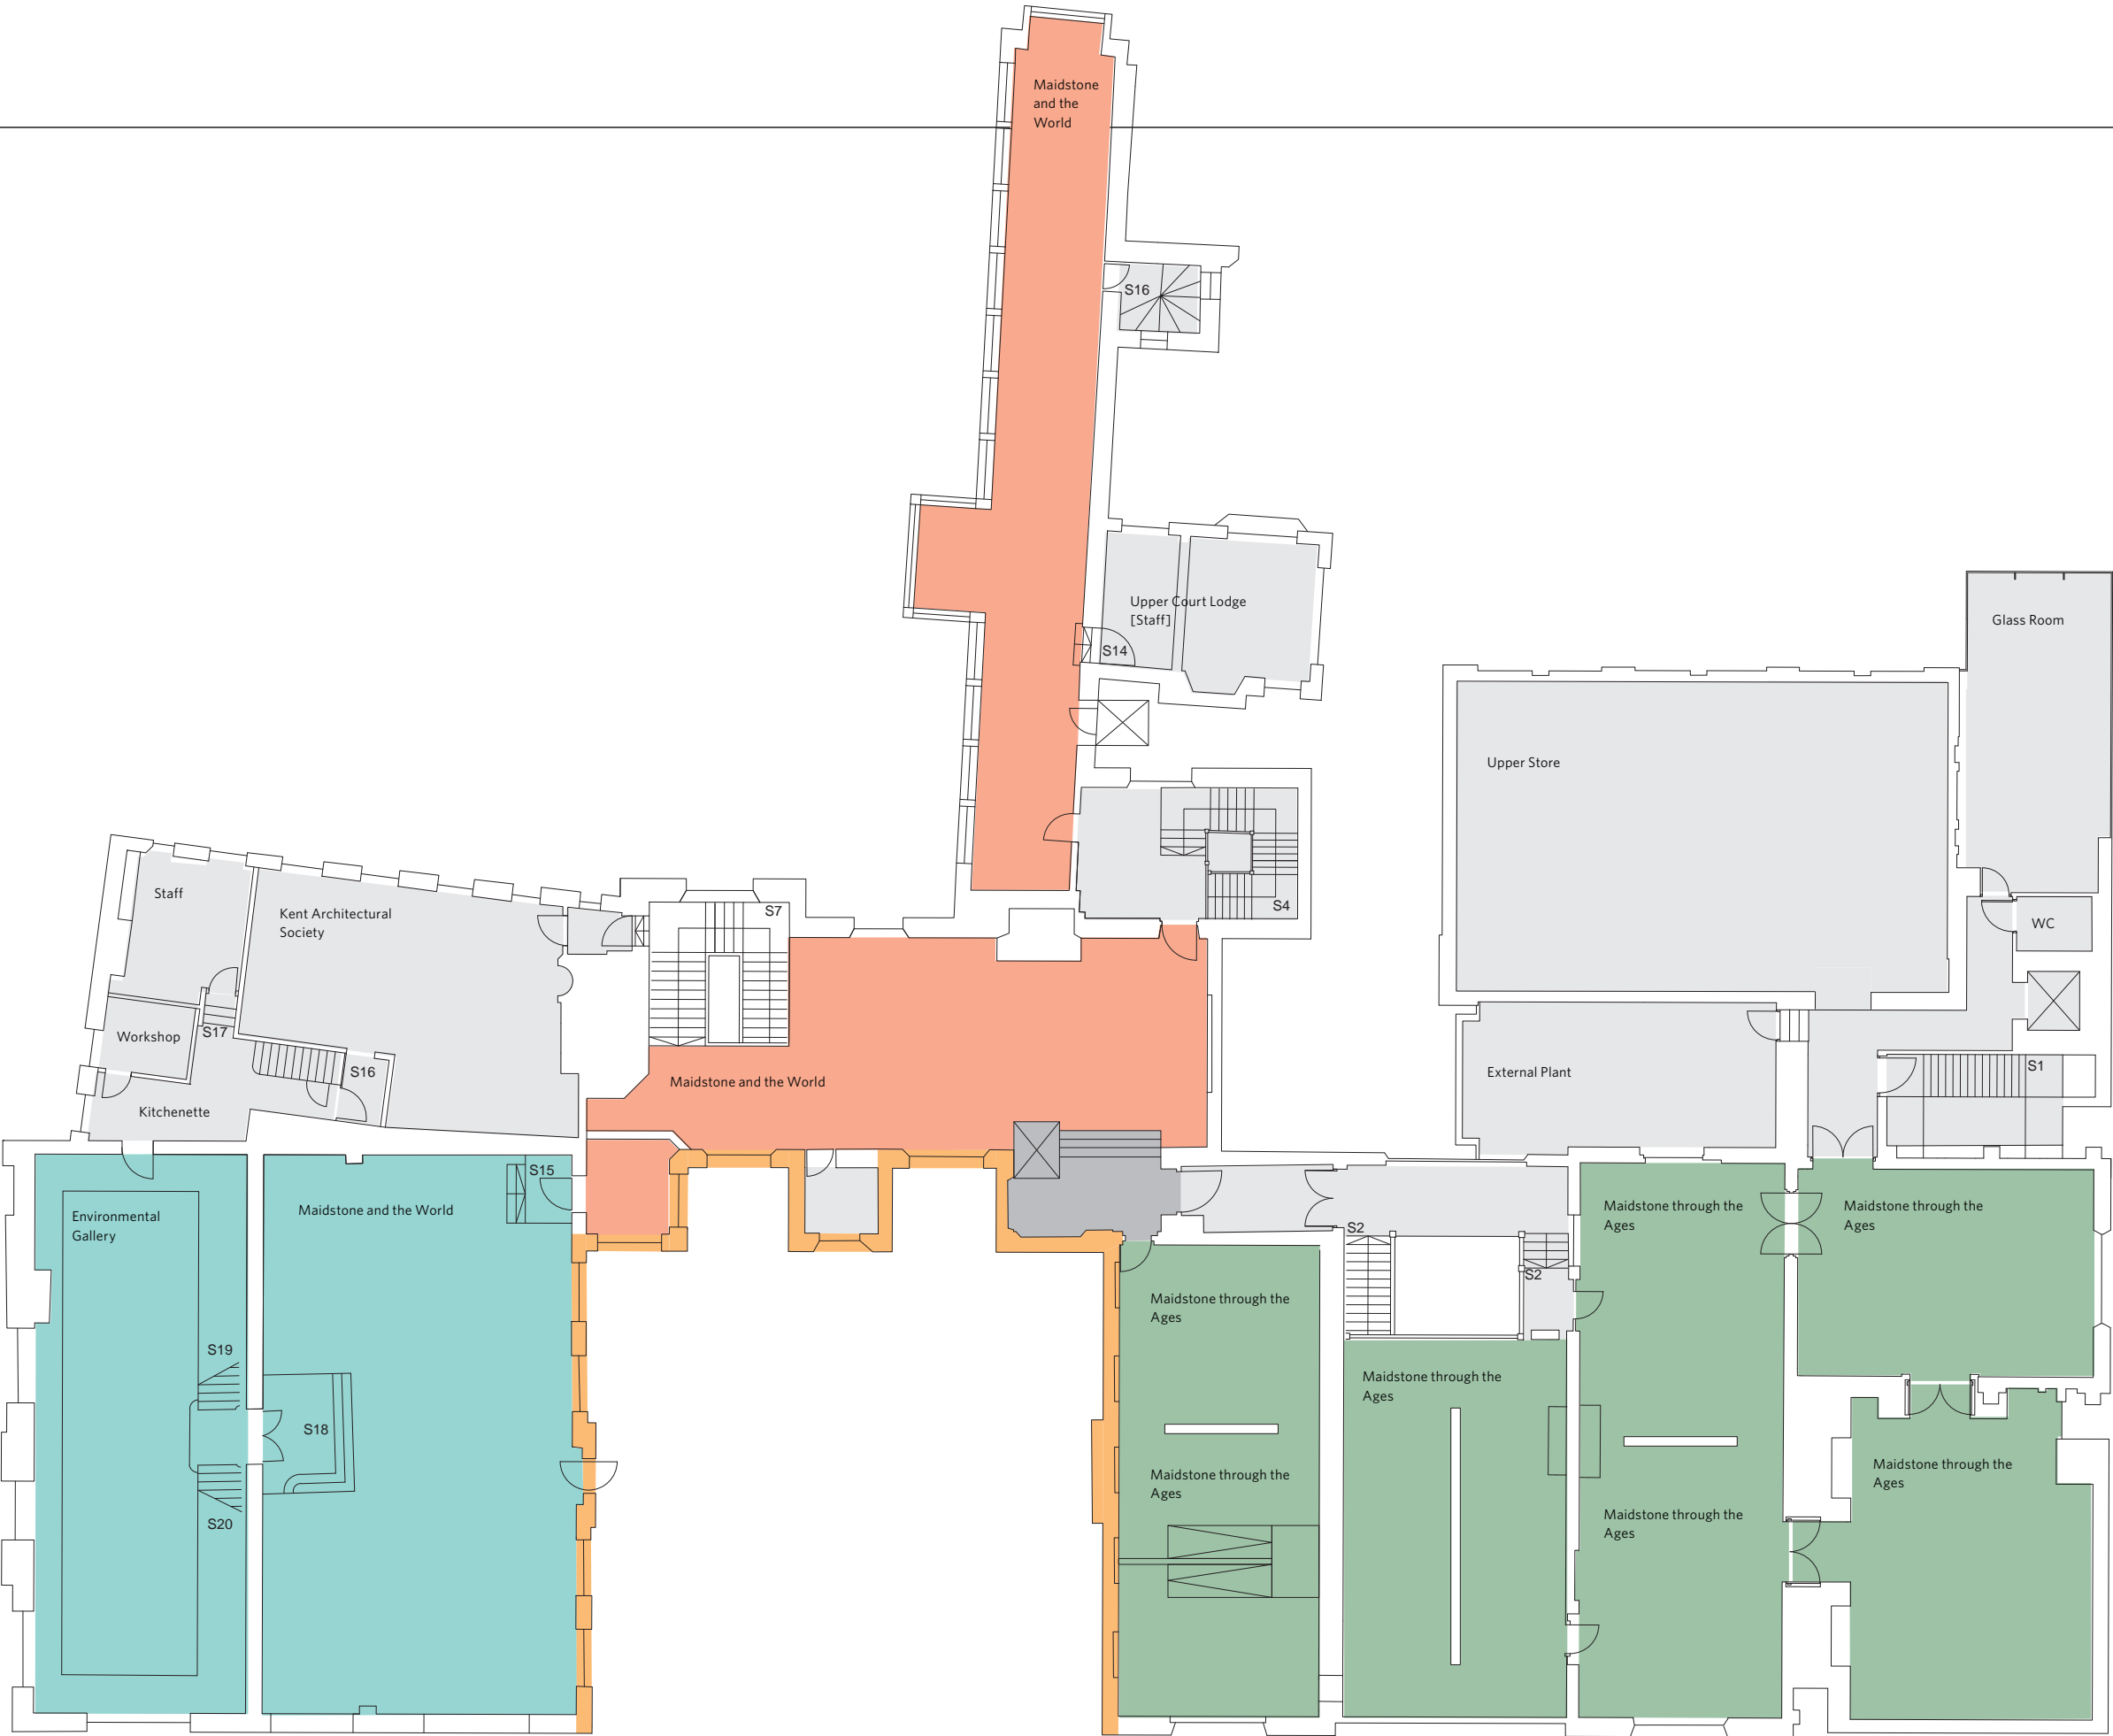 Maidstone
and the
World
S16
Upper Court Lodge
[Staff]
S14
Glass Room
Upper Store
Staff
Kent Architectural
Society
S7
S4
WC
Workshop
S17
S16
Kitchenette
Maidstone and the World
External Plant
S1
Environmental
Gallery
Maidstone and the World
S15
S2
S2
Maidstone through the
Ages
Maidstone through the
Ages
Maidstone through the
Ages
Maidstone through the
Ages
S19
S18
S20
Maidstone through the
Ages
Maidstone through the
Ages
Maidstone through the
Ages